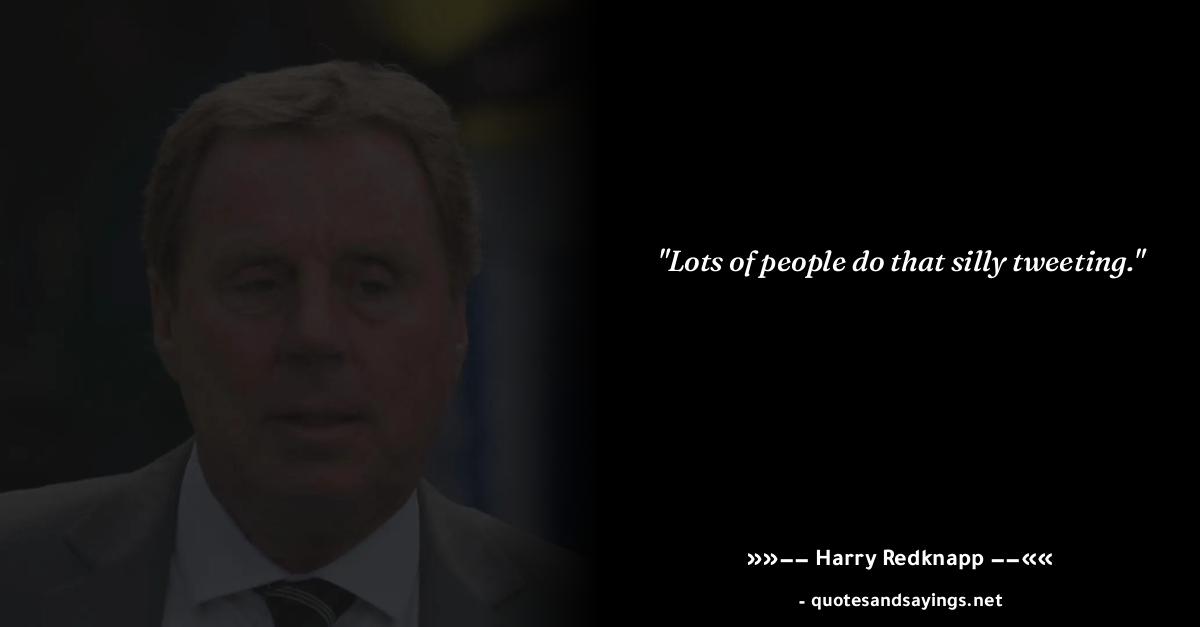 "Lots of people do that silly tweeting."
»»–– Harry Redknapp ––««
- quotesandsayings.net